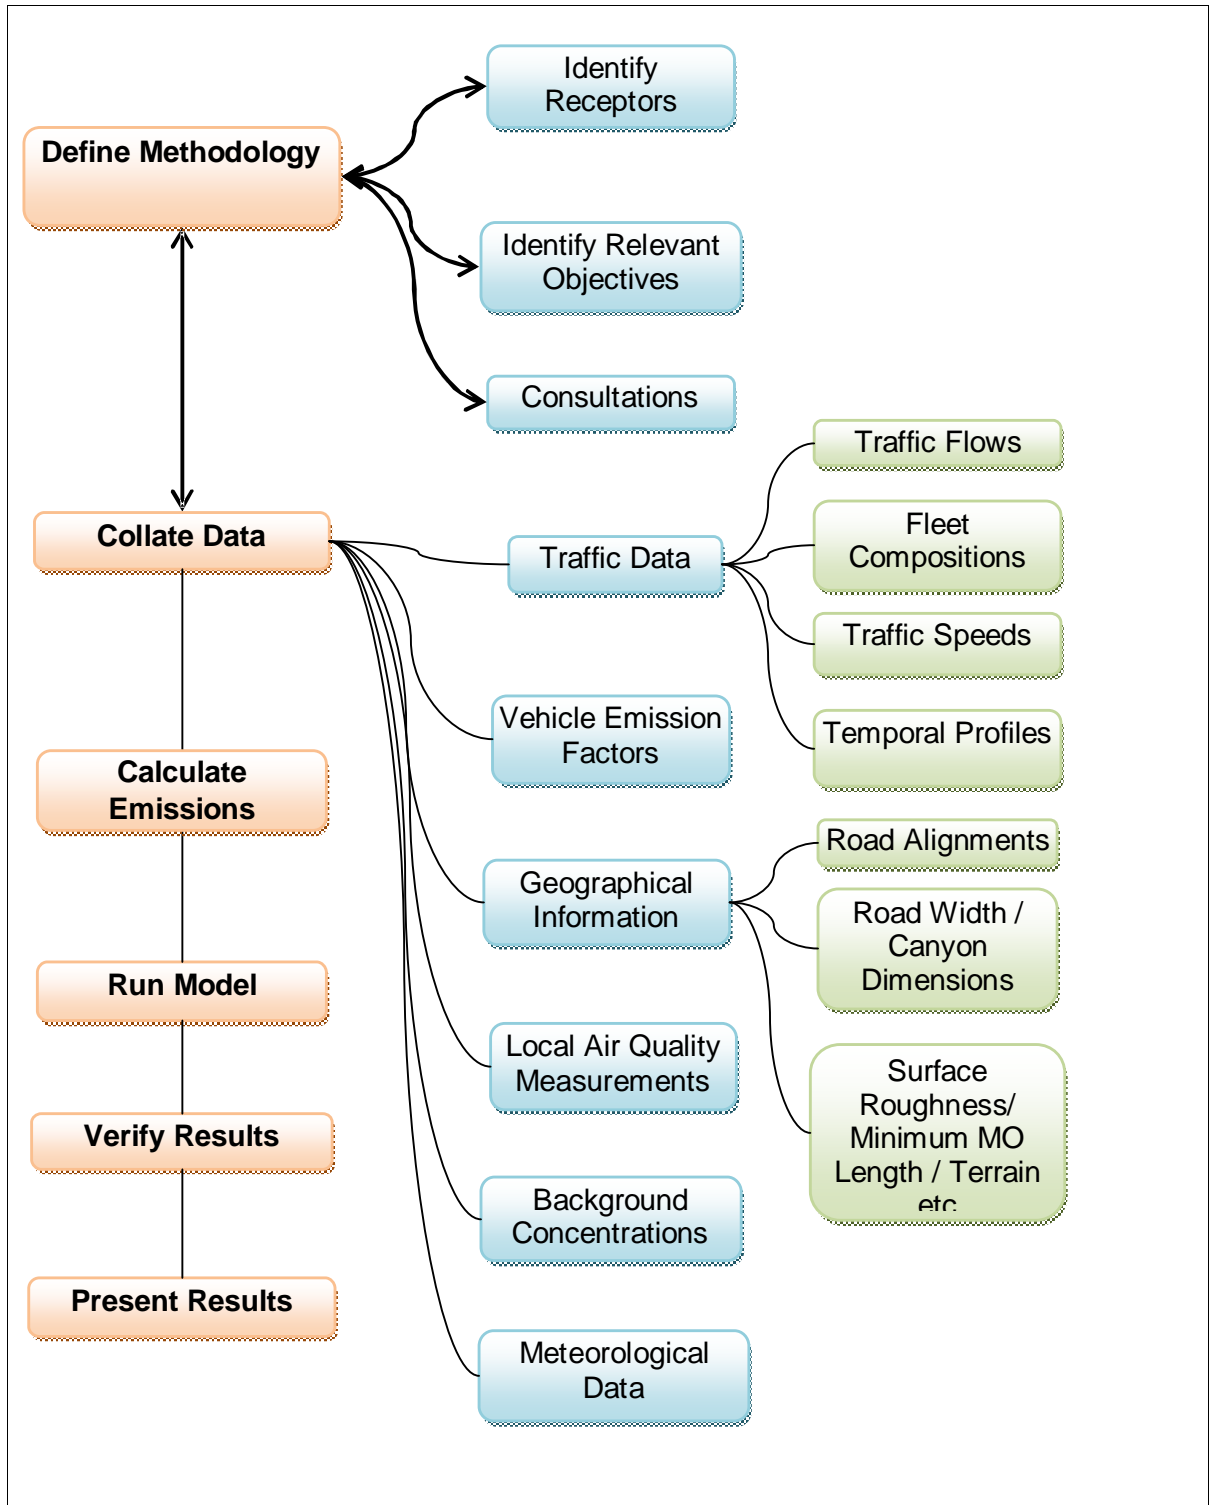 Identify
Receptors
Define Methodology
Identify Relevant
Objectives
Consultations
Traffic Flows
Collate Data
Traffic Data
Fleet
Compositions
Traffic Speeds
Temporal Profiles
Vehicle Emission
Factors
Calculate
Emissions
Geographical
Information
Road Alignments
Road Width /
Canyon
Dimensions
Run Model
Local Air Quality
Measurements
Surface
Roughness/
Minimum MO
Length / Terrain
etc
Verify Results
Background
Concentrations
Present Results
Meteorological
Data